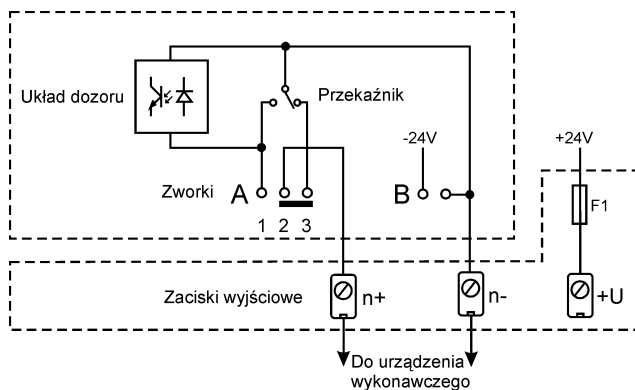 Układ dozoru
Przekaźnik
-24V
+24V
Zworki
A
B
F1
1 2 3
Zaciski wyjściowe
n+
n-
+U
Do urządzenia
wykonawczego